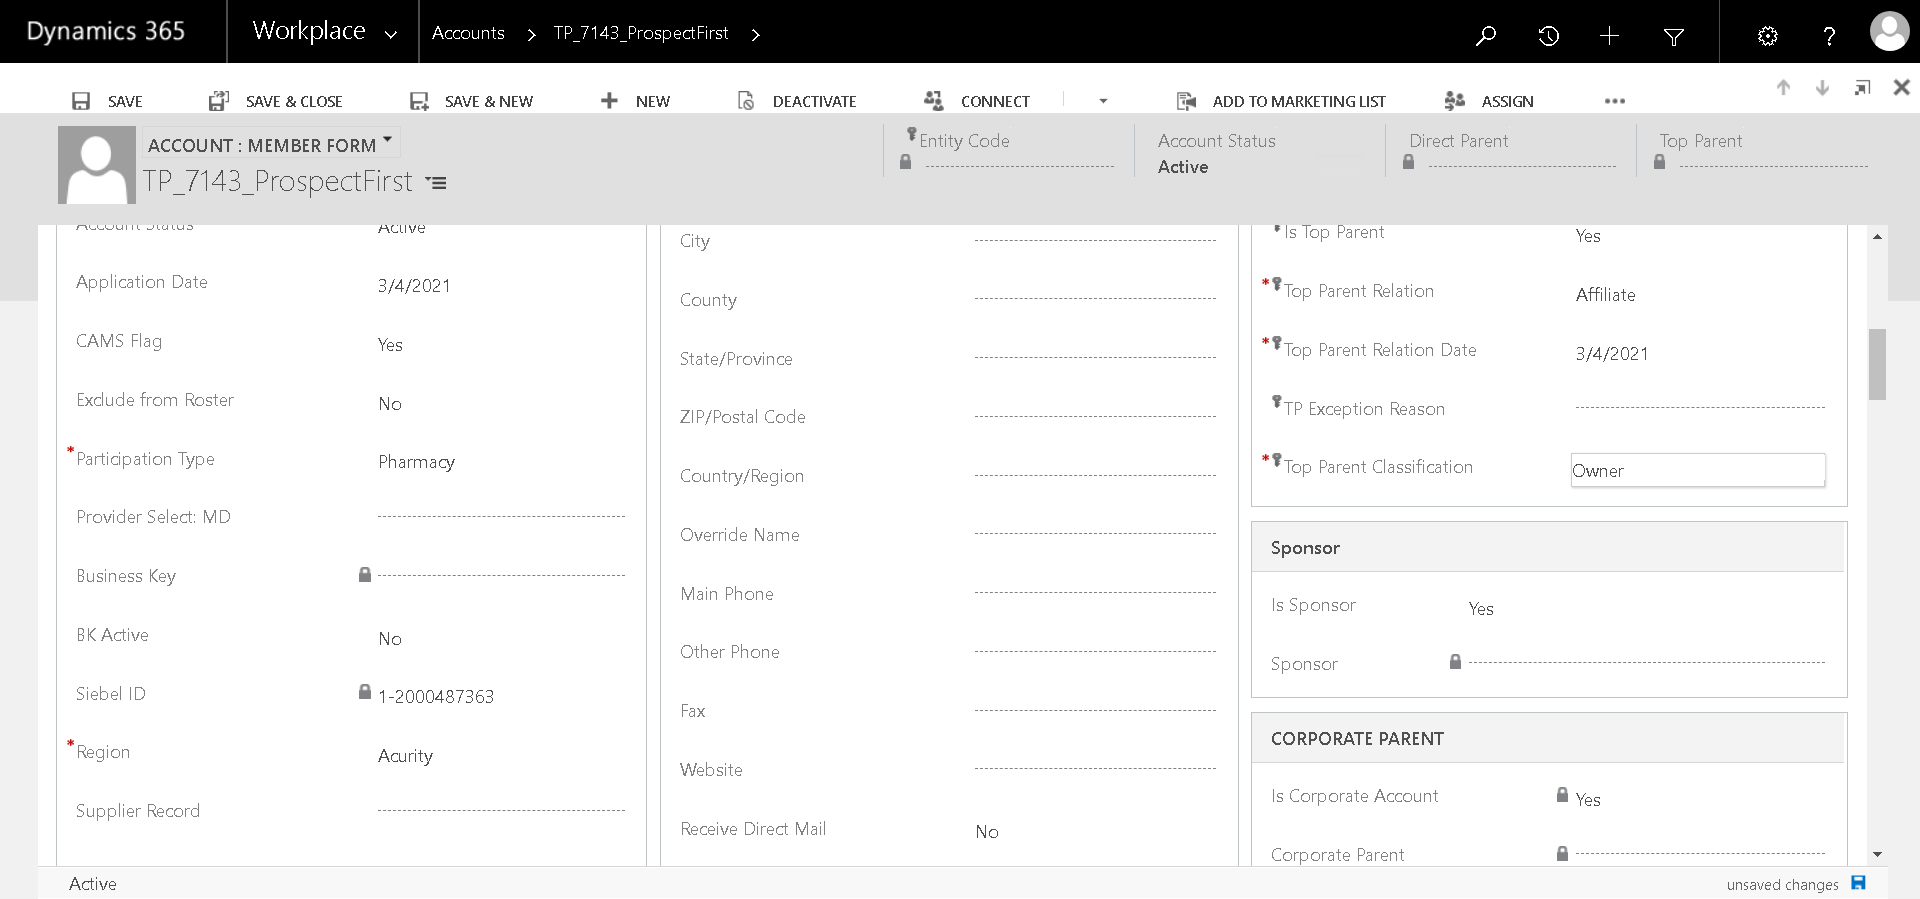 Dynamics 365
Workplace
Accounts
TP_7143_ProspectFirst
SAVE
SAVE & CLOSE
SAVE & NEW
NEW
DEACTIVATE
CONNECT
ADD TO MARKETING LIST
ASSIGN
ACCOUNT : MEMBER FORM
TP_7143_ProspectFirst
Entity Code
Account Status
Active
Direct Parent
Top Parent
Account Status
Active
Application Date
3/4/2021
CAMS Flag
Yes
Exclude from Roster
No
*Participation Type
Pharmacy
Provider Select: MD
Business Key
BK Active
No
Siebel ID
1-2000487363
*Region
Acurity
Supplier Record
City
County
State/Province
ZIP/Postal Code
Country/Region
Override Name
Main Phone
Other Phone
Fax
Website
Receive Direct Mail
No
Is Top Parent
Yes
*Top Parent Relation
Affiliate
*Top Parent Relation Date
3/4/2021
TP Exception Reason
*Top Parent Classification
Owner
Sponsor
Is Sponsor
Yes
Sponsor
CORPORATE PARENT
Is Corporate Account
Yes
Corporate Parent
Active
unsaved changes